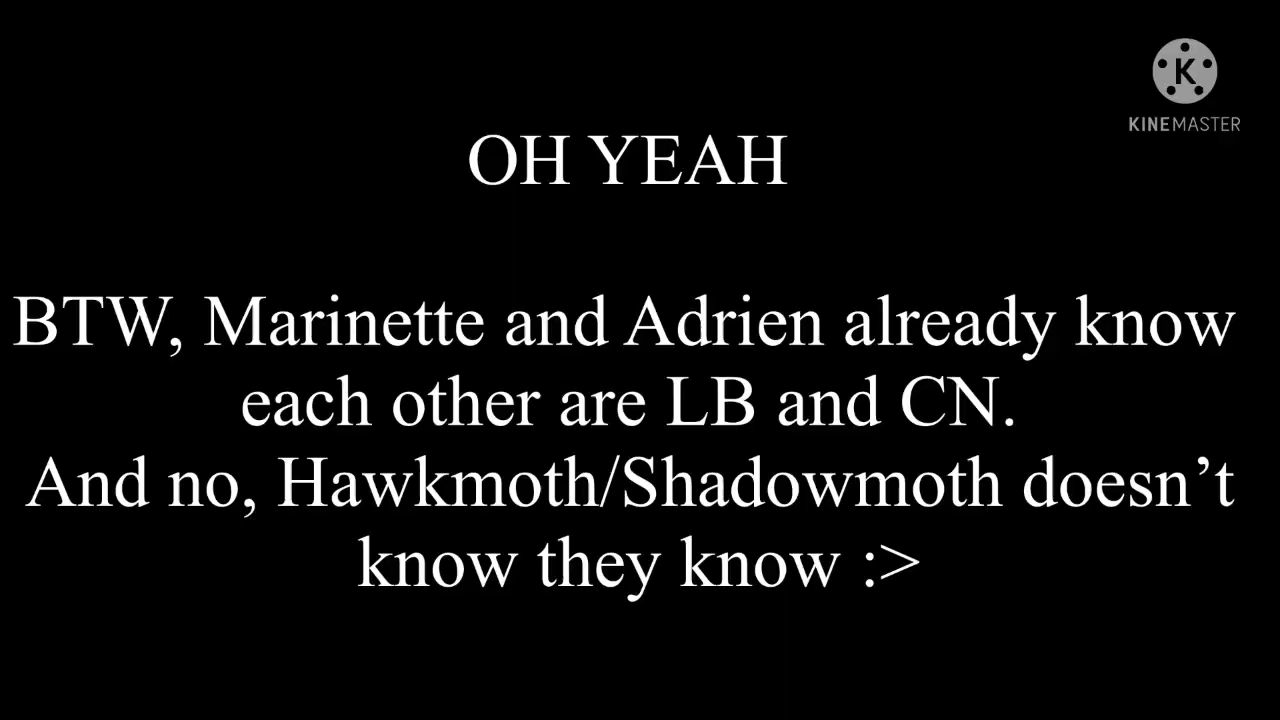 K
KINEMASTER
OH YEAH
BTW, Marinette and Adrien already know
each other are LB and CN.
And no, Hawkmoth/Shadowmoth doesn’t
know they know :>